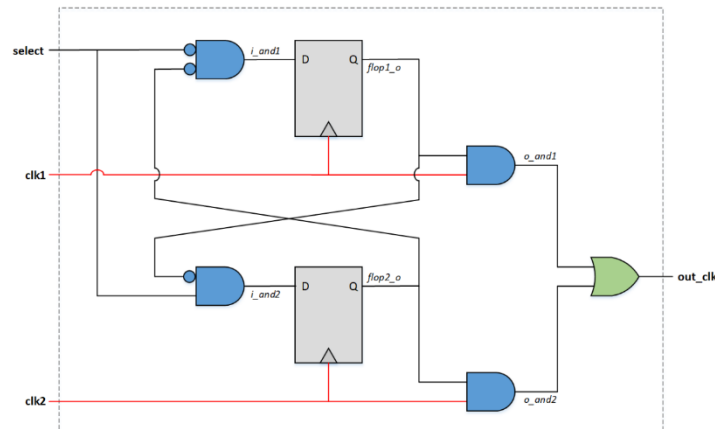 select
i_and1
D
Q
flop1_o
o_and1
clk1
out_clk
i_and2
D
Q
flop2_o
clk2
o_and2